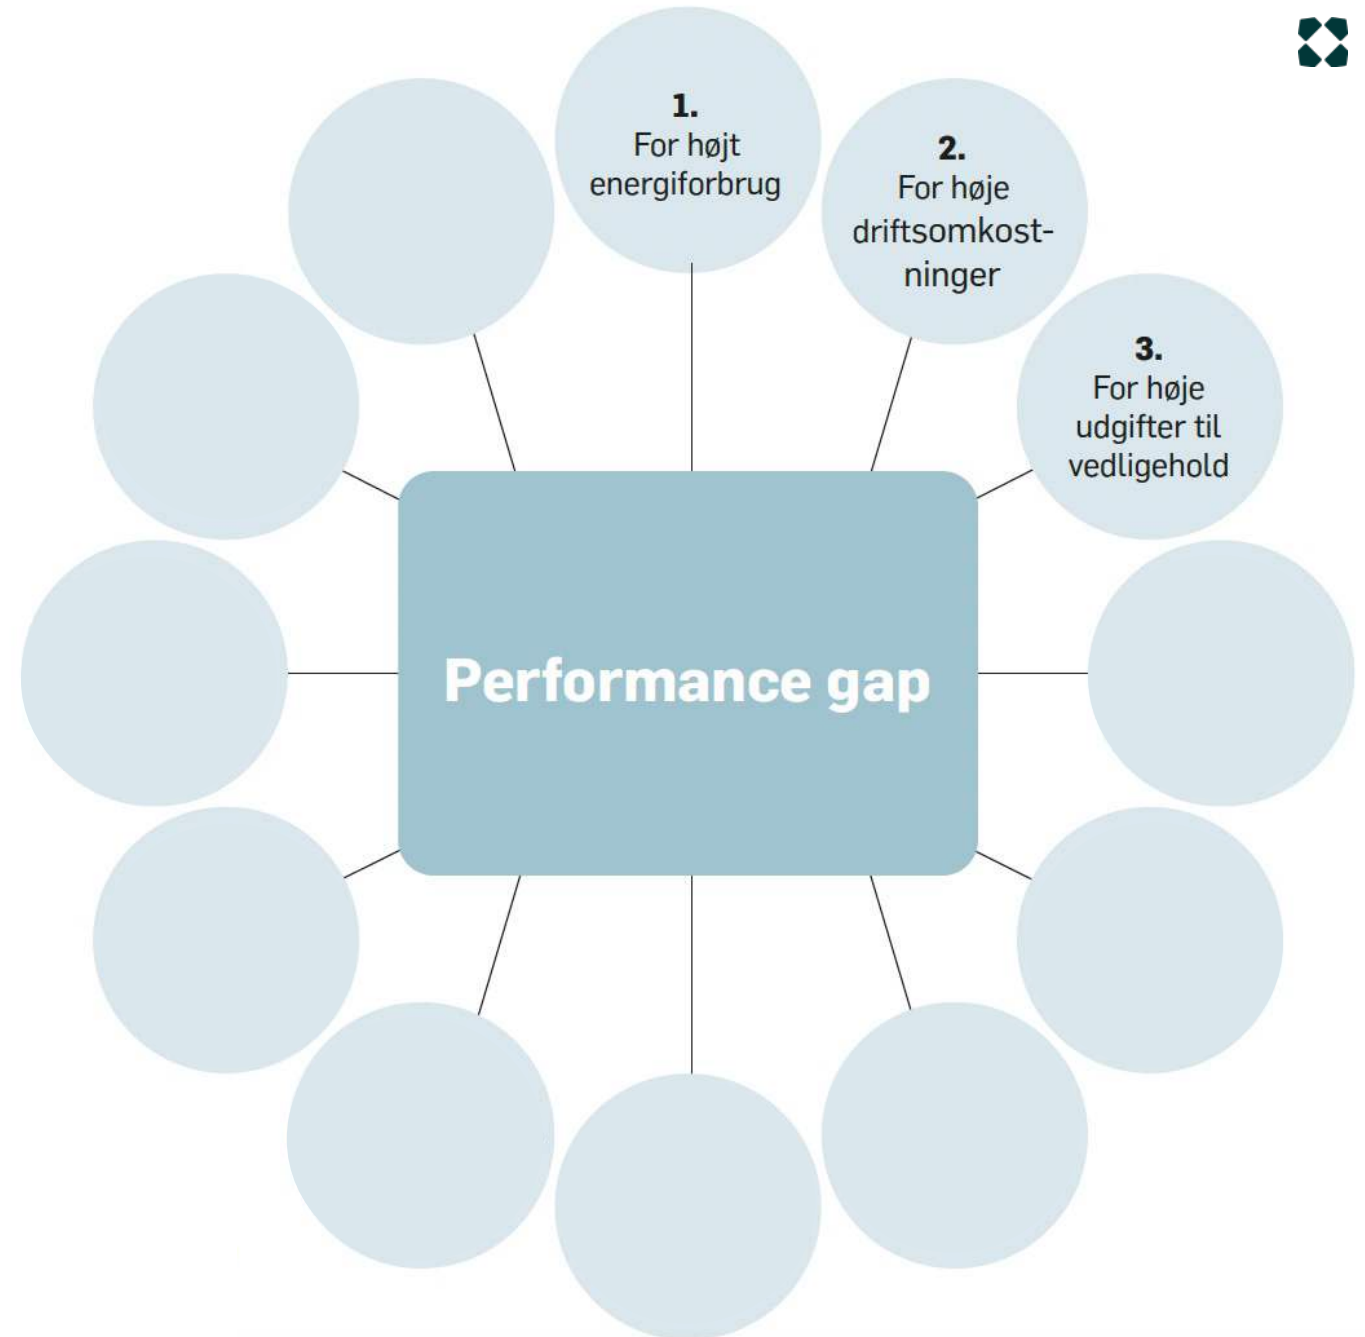 1.
For højt
energiforbrug
2.
For høje
driftsomkost-
ninger
3.
For høje
udgifter til
vedligehold
Performance gap